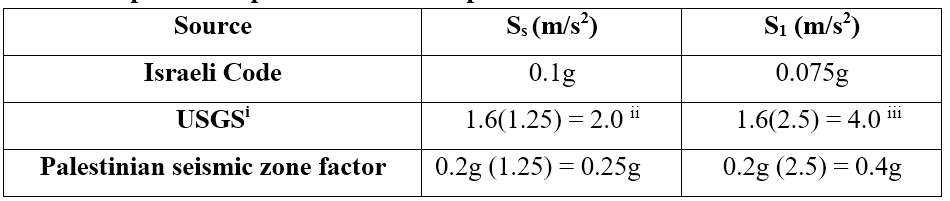 Source Sₛ (m/s²) S₁ (m/s²)
Israeli Code 0.1g 0.075g
USGSⁱ 1.6(1.25) = 2.0 ⁱⁱ 1.6(2.5) = 4.0 ⁱⁱⁱ
Palestinian seismic zone factor 0.2g (1.25) = 0.25g 0.2g (2.5) = 0.4g